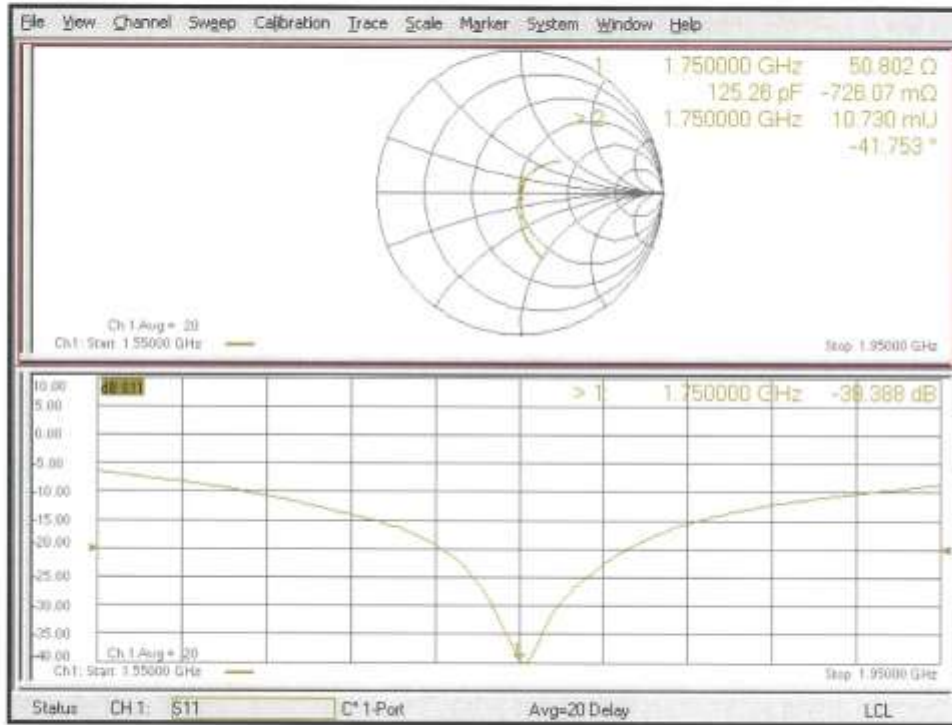 File View Channel Sweep Calibration Trace Scale Marker System Window Help
1 1.750000 GHz 50.802 Ω
125.26 pF -726.07 mΩ
> 2 1.750000 GHz 10.730 mU
-41.753 °
Ch 1 Avg = 20
Ch1: Start 1.55000 GHz
Stop 1.95000 GHz
10.00 dB S11 > 1: 1.750000 GHz -39.388 dB
5.00
0.00
-5.00
-10.00
-15.00
-20.00
-25.00
-30.00
-35.00
-40.00
1
Ch 1 Avg = 20
Ch1: Start 1.55000 GHz
Stop 1.95000 GHz
Status CH 1: S11 C* 1-Port Avg=20 Delay LCL